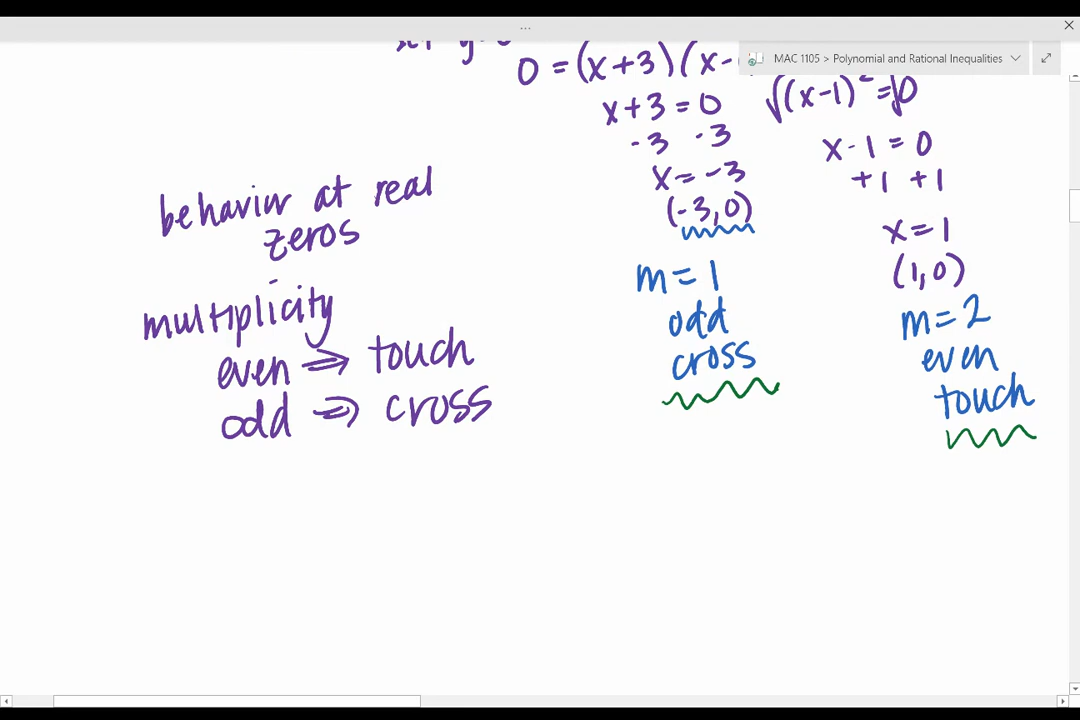 MAC 1105 > Polynomial and Rational Inequalities
0 = (x+3)(x-
x+3 = 0
-3 -3
x = -3
(-3,0)
m = 1
odd
cross
√(x-1)² = √0
x-1 = 0
+1 +1
x = 1
(1,0)
m = 2
even
touch
behavior at real
zeros
multiplicity
even ⇒ touch
odd ⇒ cross